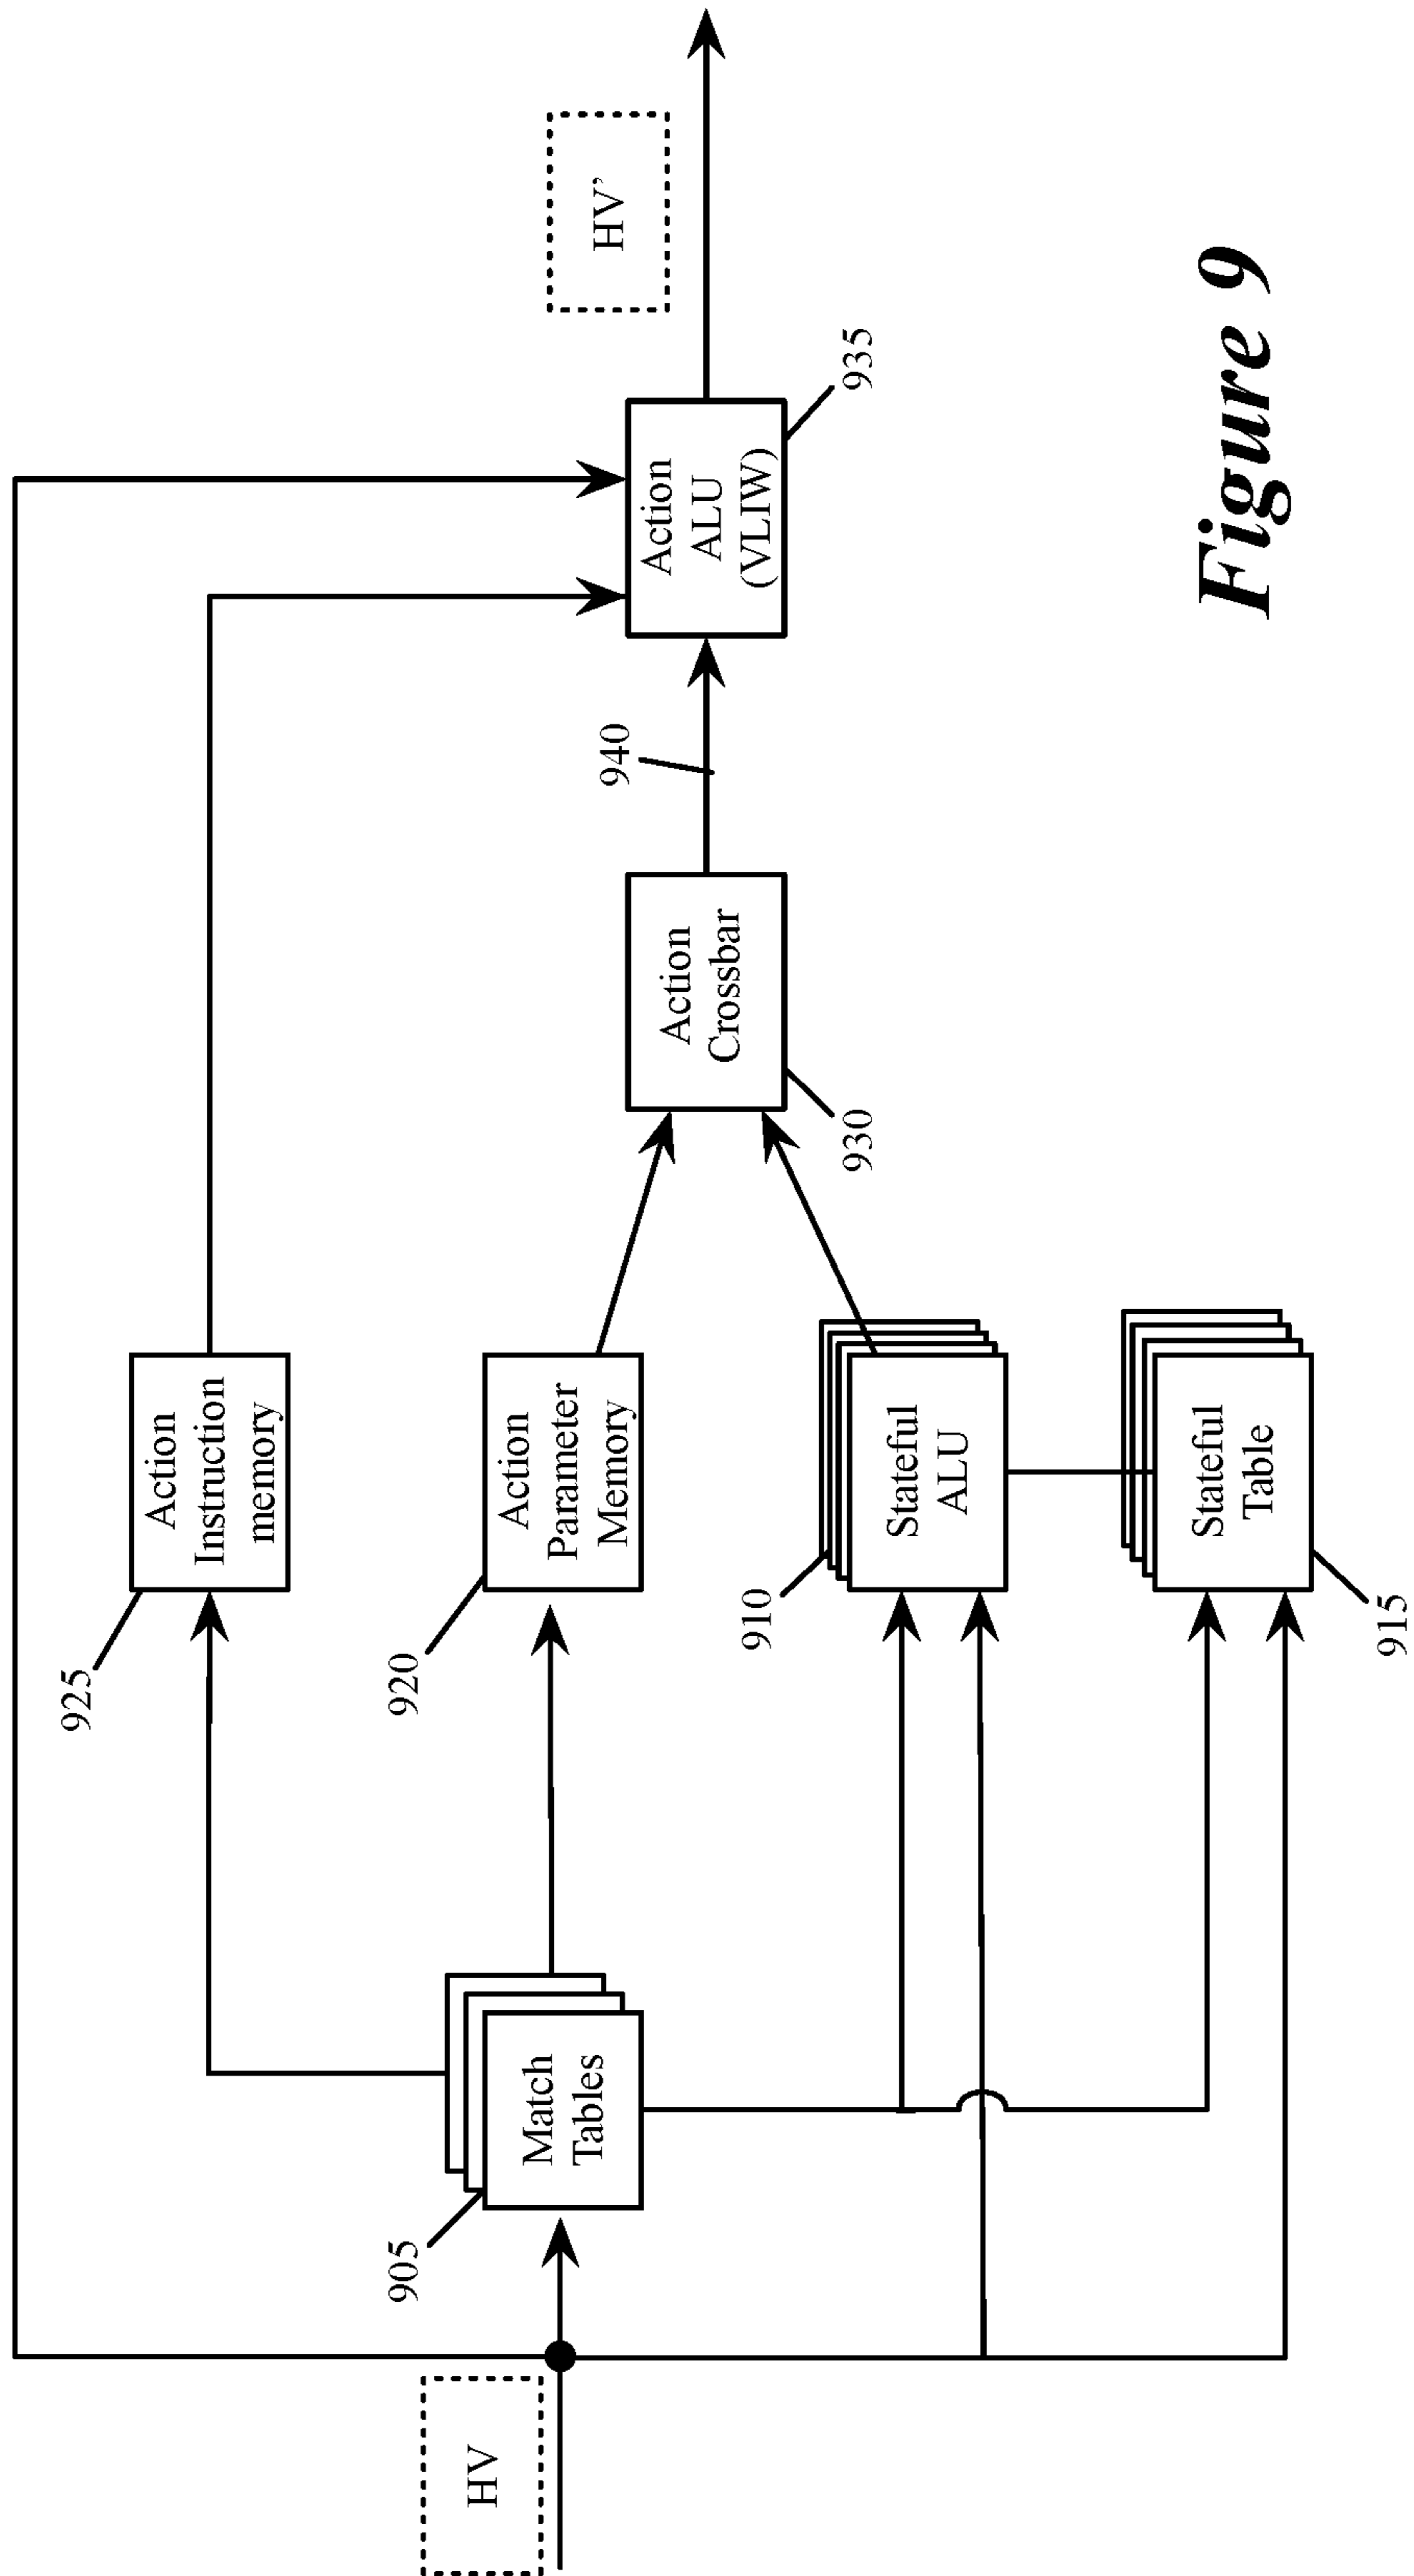 HV
905
Match
Tables
925
Action
Instruction
memory
920
Action
Parameter
Memory
910
Stateful
ALU
915
Stateful
Table
930
Action
Crossbar
940
935
Action
ALU
(VLIW)
HV’
Figure 9